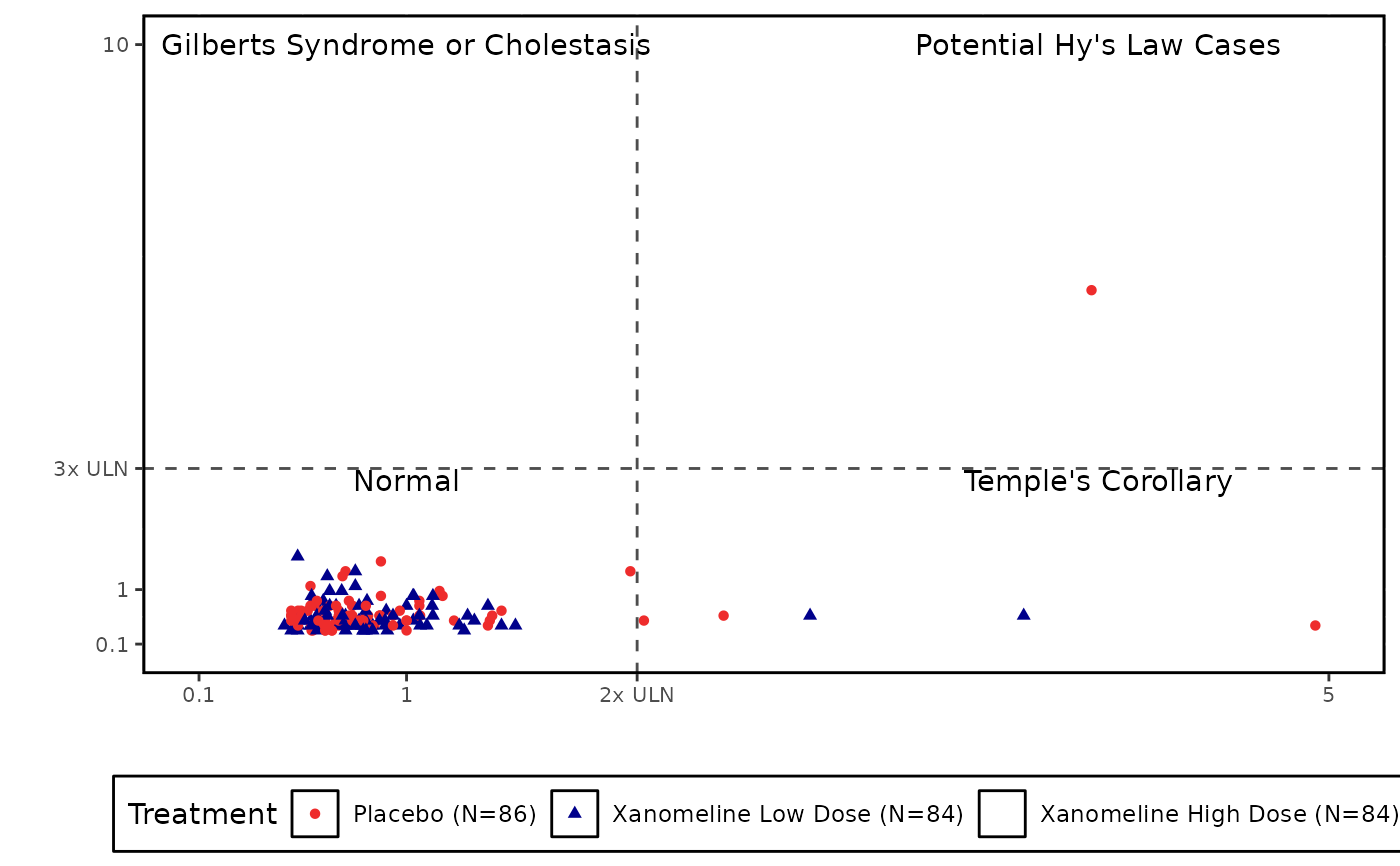 10
Gilberts Syndrome or Cholestasis
Potential Hy's Law Cases
3x ULN
Normal
Temple's Corollary
1
0.1
0.1
1
2x ULN
5
Treatment
Placebo (N=86)
Xanomeline Low Dose (N=84)
Xanomeline High Dose (N=84)